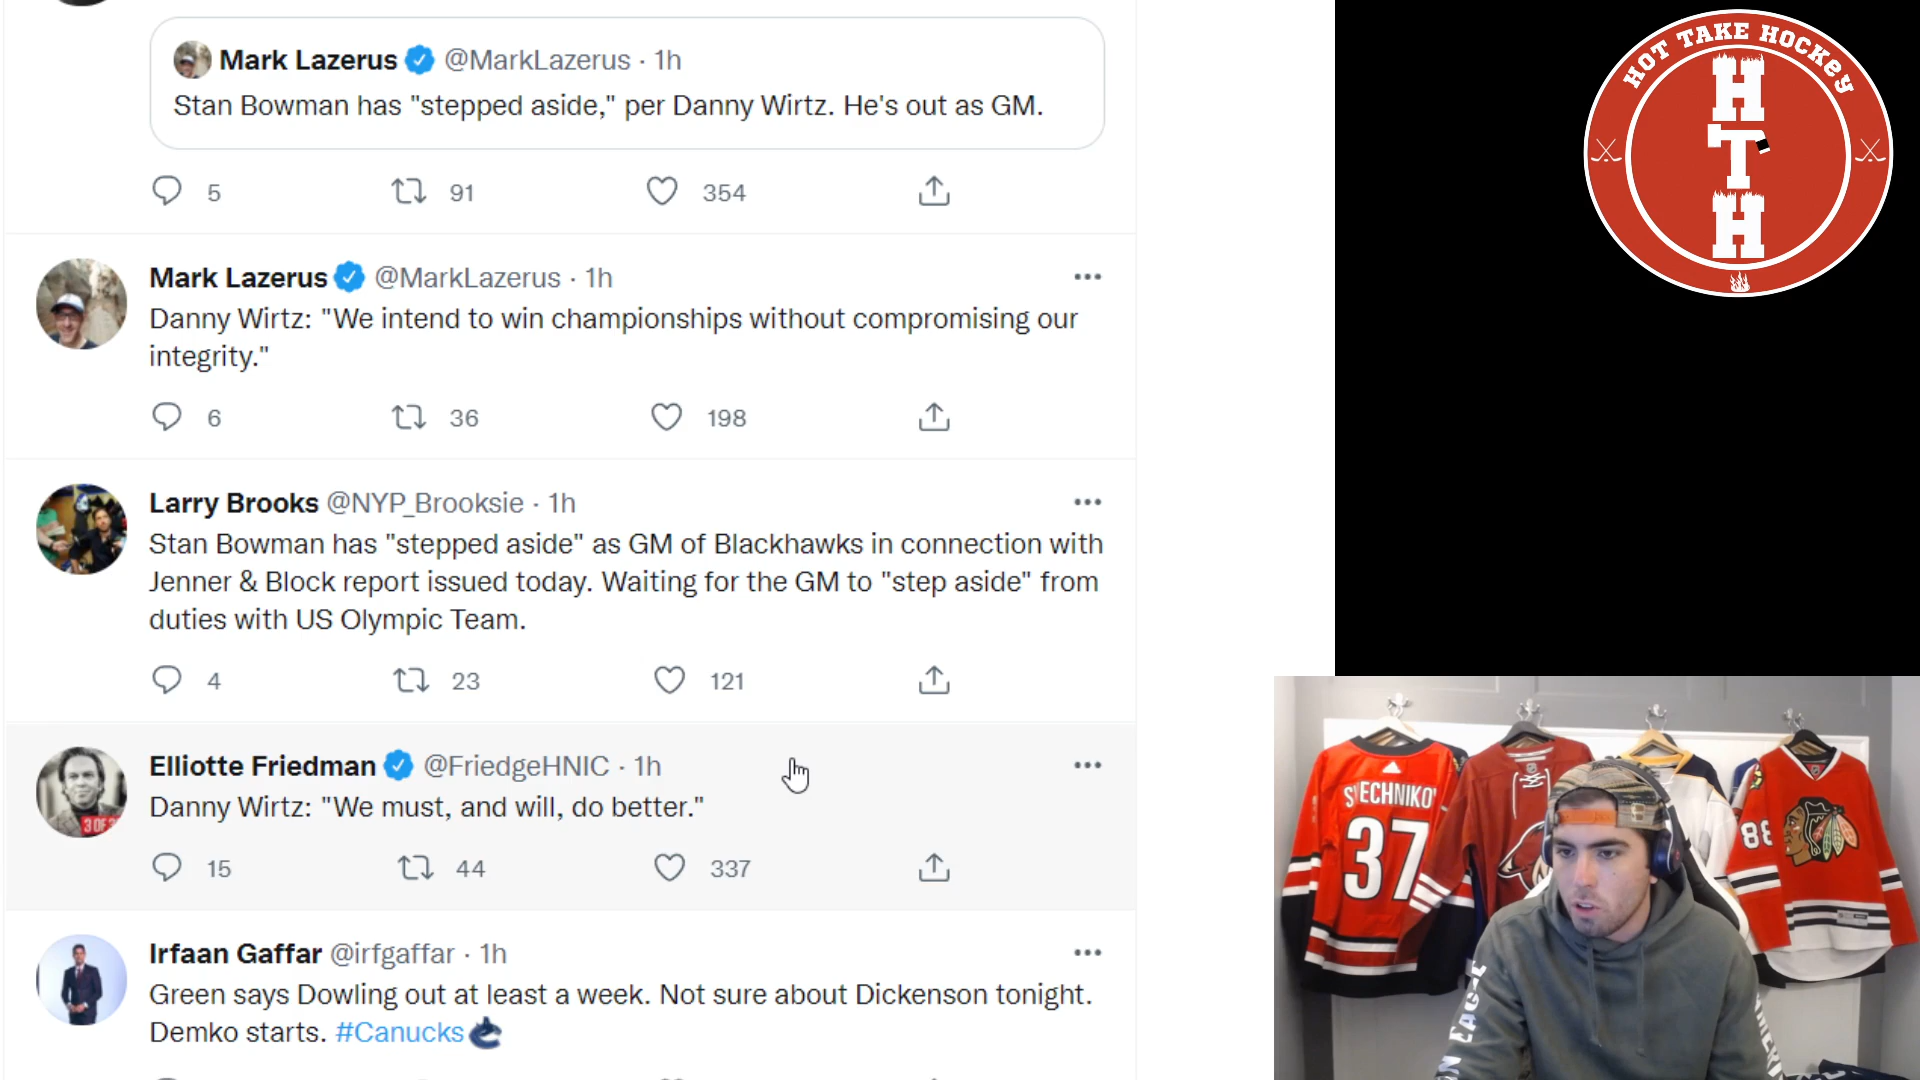 Mark Lazerus @MarkLazerus · 1h
Stan Bowman has "stepped aside," per Danny Wirtz. He's out as GM.
5 91 354
Mark Lazerus @MarkLazerus · 1h
Danny Wirtz: "We intend to win championships without compromising our
integrity."
6 36 198
Larry Brooks @NYP_Brooksie · 1h
Stan Bowman has "stepped aside" as GM of Blackhawks in connection with
Jenner & Block report issued today. Waiting for the GM to "step aside" from
duties with US Olympic Team.
4 23 121
Elliotte Friedman @FriedgeHNIC · 1h
Danny Wirtz: "We must, and will, do better."
15 44 337
Irfaan Gaffar @irfgaffar · 1h
Green says Dowling out at least a week. Not sure about Dickenson tonight.
Demko starts. #Canucks
HOT TAKE HOCKEY
H
T
H
SVECHNIKOV
37
88
EAGLE